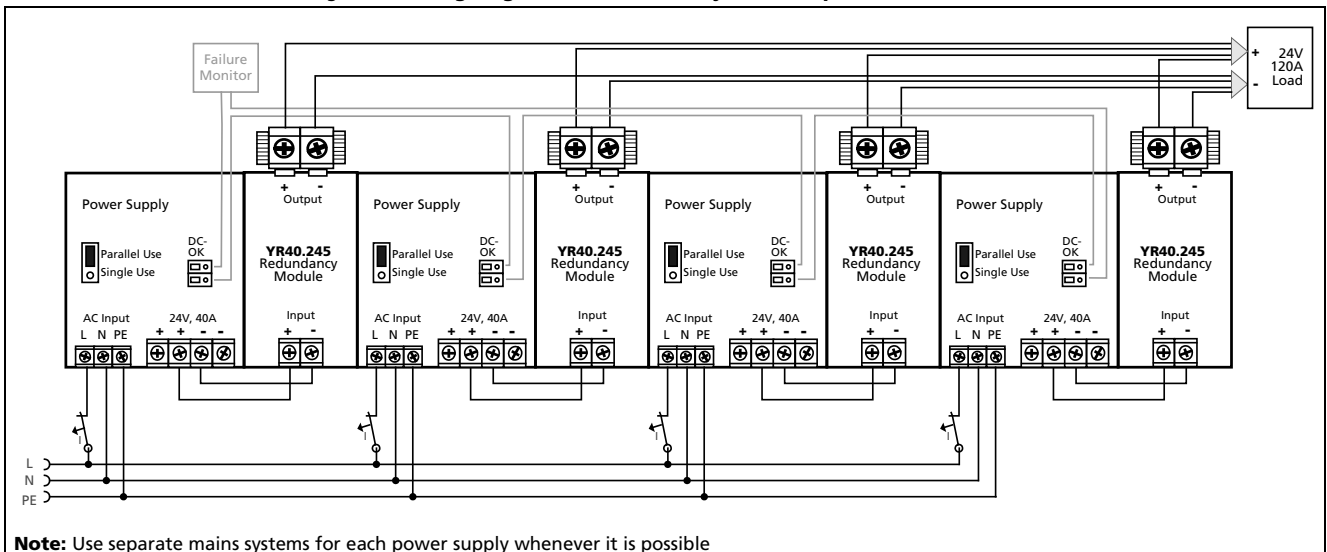 Failure
Monitor
+ 24V
120A
- Load
+ -
Output
+ -
Output
+ -
Output
+ -
Output
Power Supply
Parallel Use
Single Use
DC-
OK
AC Input
L N PE
24V, 40A
+ + - -
YR40.245
Redundancy
Module
Input
+ -
Power Supply
Parallel Use
Single Use
DC-
OK
AC Input
L N PE
24V, 40A
+ + - -
YR40.245
Redundancy
Module
Input
+ -
Power Supply
Parallel Use
Single Use
DC-
OK
AC Input
L N PE
24V, 40A
+ + - -
YR40.245
Redundancy
Module
Input
+ -
Power Supply
Parallel Use
Single Use
DC-
OK
AC Input
L N PE
24V, 40A
+ + - -
YR40.245
Redundancy
Module
Input
+ -
I
I
I
I
L
N
PE
Note: Use separate mains systems for each power supply whenever it is possible